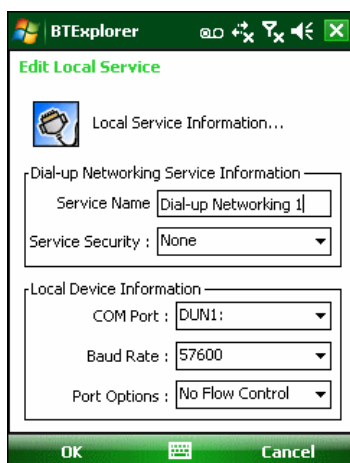 BTExplorer
Edit Local Service
Local Service Information...
Dial-up Networking Service Information
Service Name Dial-up Networking 1
Service Security : None
Local Device Information
COM Port : DUN1:
Baud Rate : 57600
Port Options : No Flow Control
OK Cancel